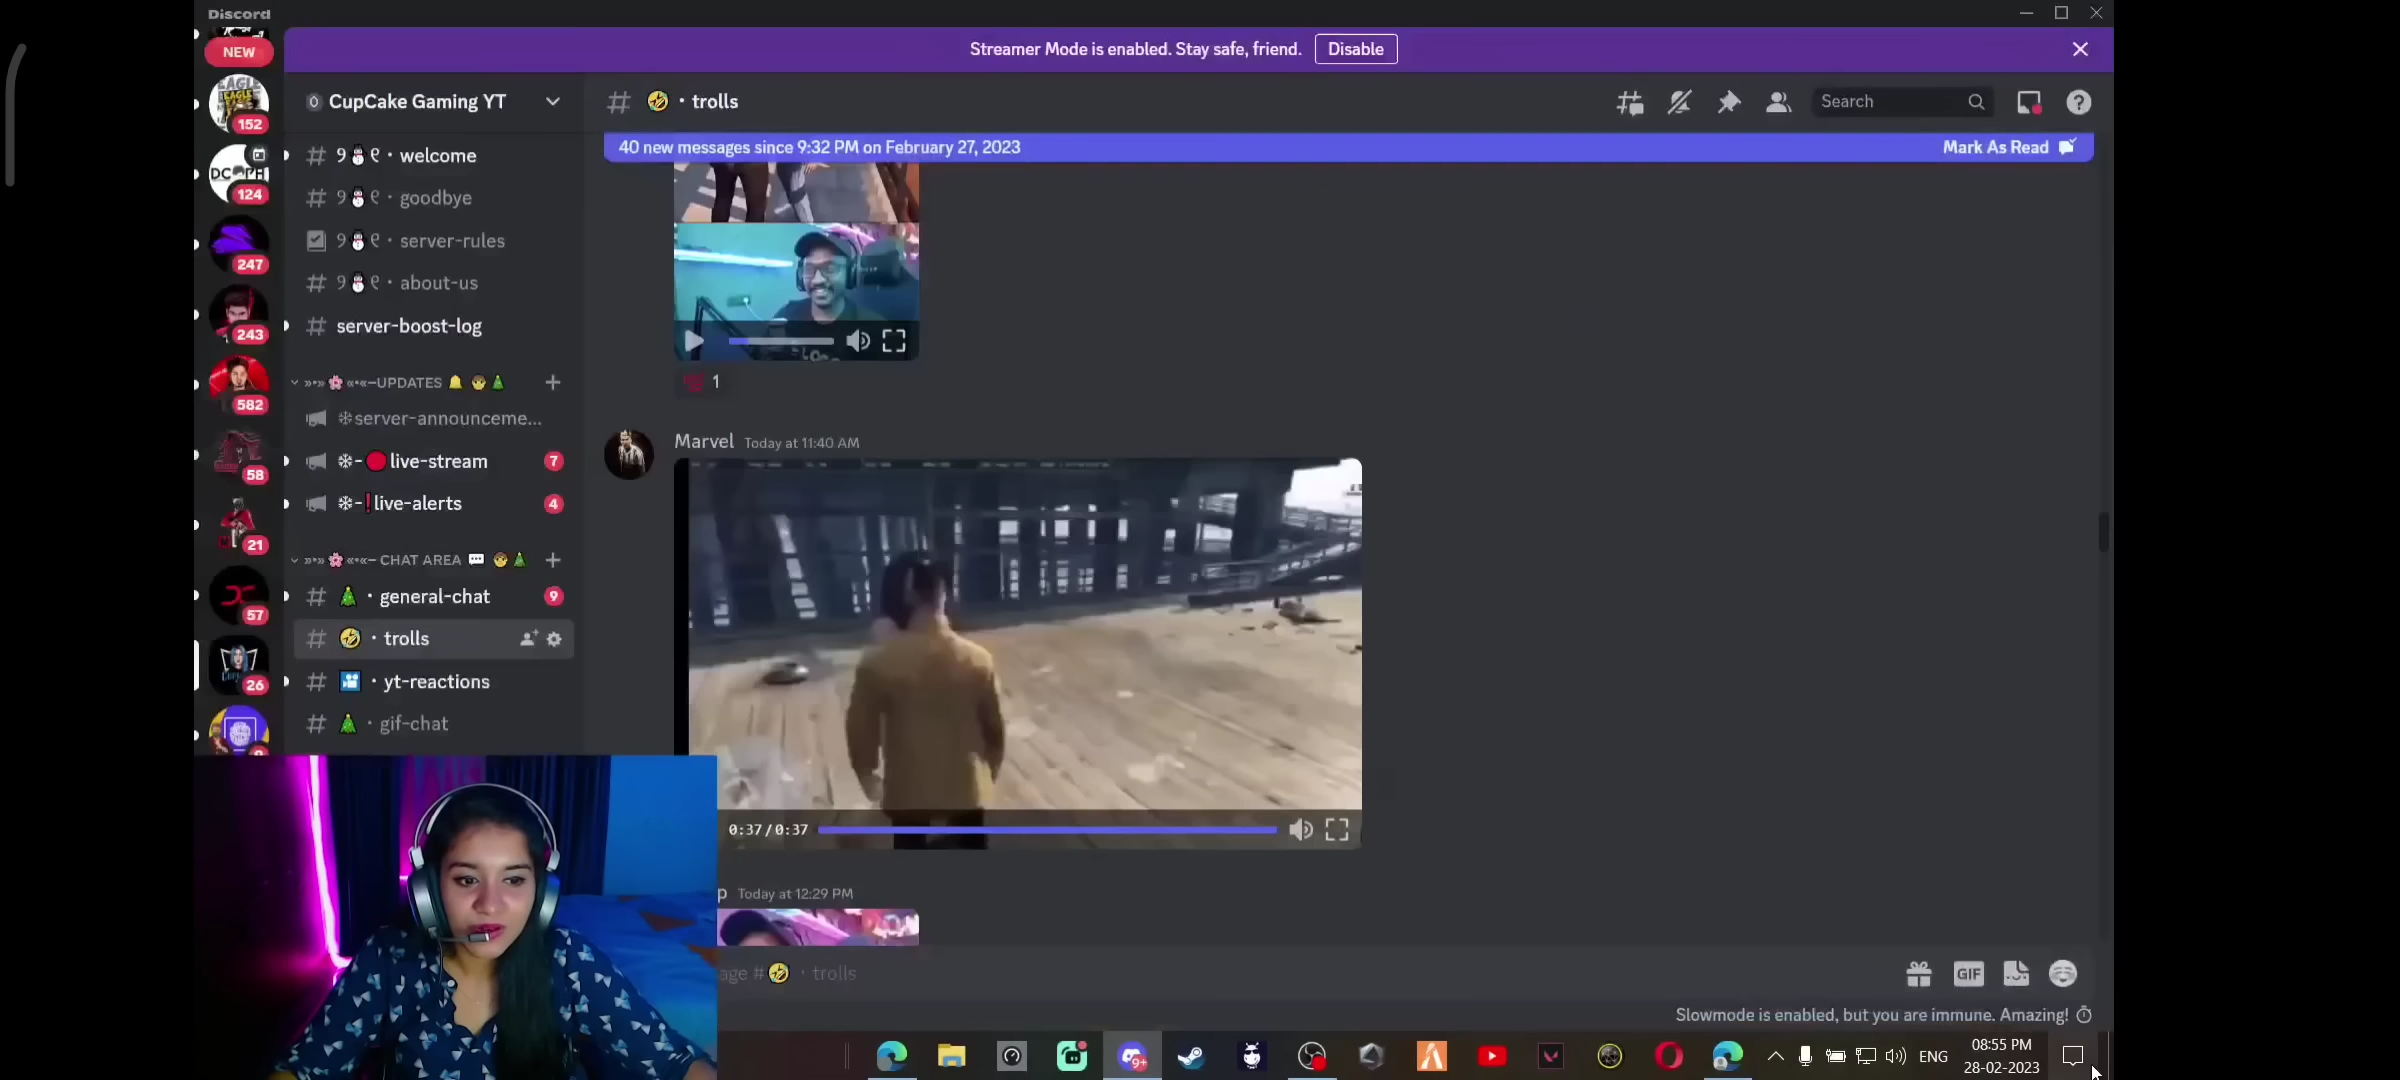 Discord
Streamer Mode is enabled. Stay safe, friend.
Disable
NEW
152
124
247
243
582
58
21
57
26
CupCake Gaming YT
welcome
goodbye
server-rules
about-us
server-boost-log
UPDATES
server-announceme...
live-stream
7
live-alerts
4
CHAT AREA
general-chat
9
trolls
yt-reactions
gif-chat
# 🤣・trolls
Search
40 new messages since 9:32 PM on February 27, 2023
Mark As Read
1
Marvel Today at 11:40 AM
0:37/0:37
p Today at 12:29 PM
age # 🤣・trolls
GIF
Slowmode is enabled, but you are immune. Amazing!
9+
ENG
08:55 PM
28-02-2023